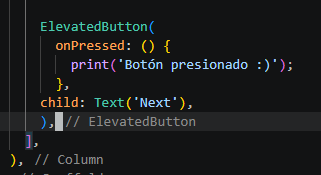 ElevatedButton(
onPressed: () {
print('Botón presionado :)');
},
child: Text('Next'),
), // ElevatedButton
],
), // Column